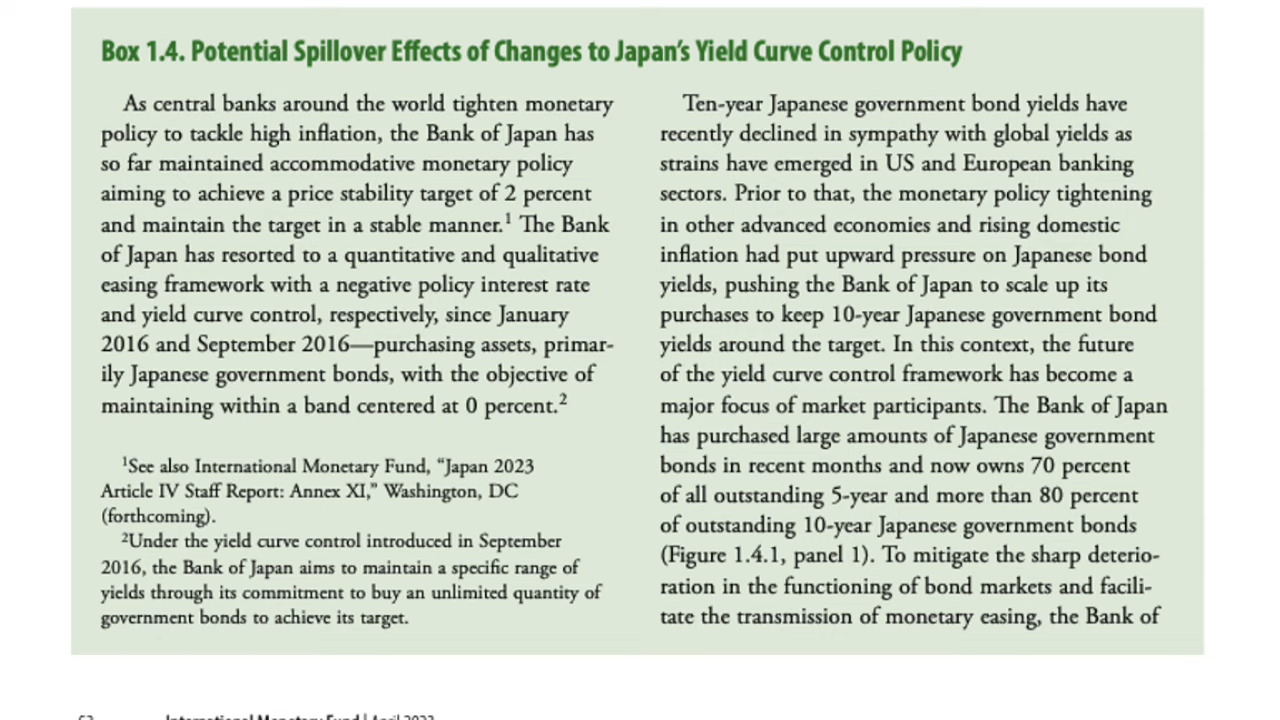 Box 1.4. Potential Spillover Effects of Changes to Japan's Yield Curve Control Policy
As central banks around the world tighten monetary
policy to tackle high inflation, the Bank of Japan has
so far maintained accommodative monetary policy
aiming to achieve a price stability target of 2 percent
and maintain the target in a stable manner.¹ The Bank
of Japan has resorted to a quantitative and qualitative
easing framework with a negative policy interest rate
and yield curve control, respectively, since January
2016 and September 2016—purchasing assets, primar-
ily Japanese government bonds, with the objective of
maintaining within a band centered at 0 percent.²
¹See also International Monetary Fund, “Japan 2023
Article IV Staff Report: Annex XI,” Washington, DC
(forthcoming).
²Under the yield curve control introduced in September
2016, the Bank of Japan aims to maintain a specific range of
yields through its commitment to buy an unlimited quantity of
government bonds to achieve its target.
Ten-year Japanese government bond yields have
recently declined in sympathy with global yields as
strains have emerged in US and European banking
sectors. Prior to that, the monetary policy tightening
in other advanced economies and rising domestic
inflation had put upward pressure on Japanese bond
yields, pushing the Bank of Japan to scale up its
purchases to keep 10-year Japanese government bond
yields around the target. In this context, the future
of the yield curve control framework has become a
major focus of market participants. The Bank of Japan
has purchased large amounts of Japanese government
bonds in recent months and now owns 70 percent
of all outstanding 5-year and more than 80 percent
of outstanding 10-year Japanese government bonds
(Figure 1.4.1, panel 1). To mitigate the sharp deterio-
ration in the functioning of bond markets and facili-
tate the transmission of monetary easing, the Bank of
International Monetary Fund | April 2023